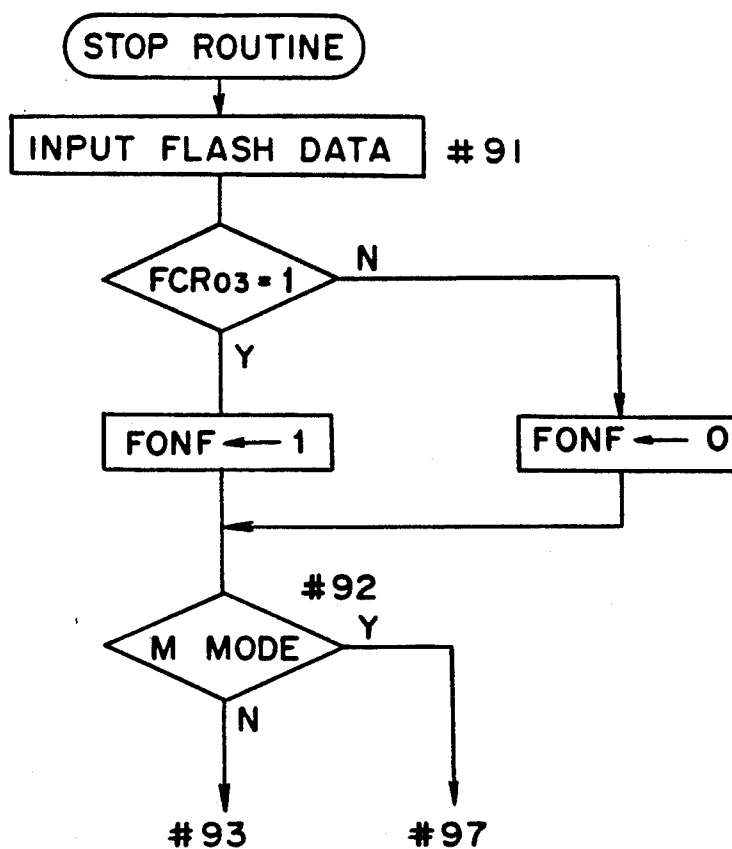 STOP ROUTINE
INPUT FLASH DATA #91
FCR03=1
N
Y
FONF ← 1
FONF ← 0
#92
M MODE
Y
N
#93
#97